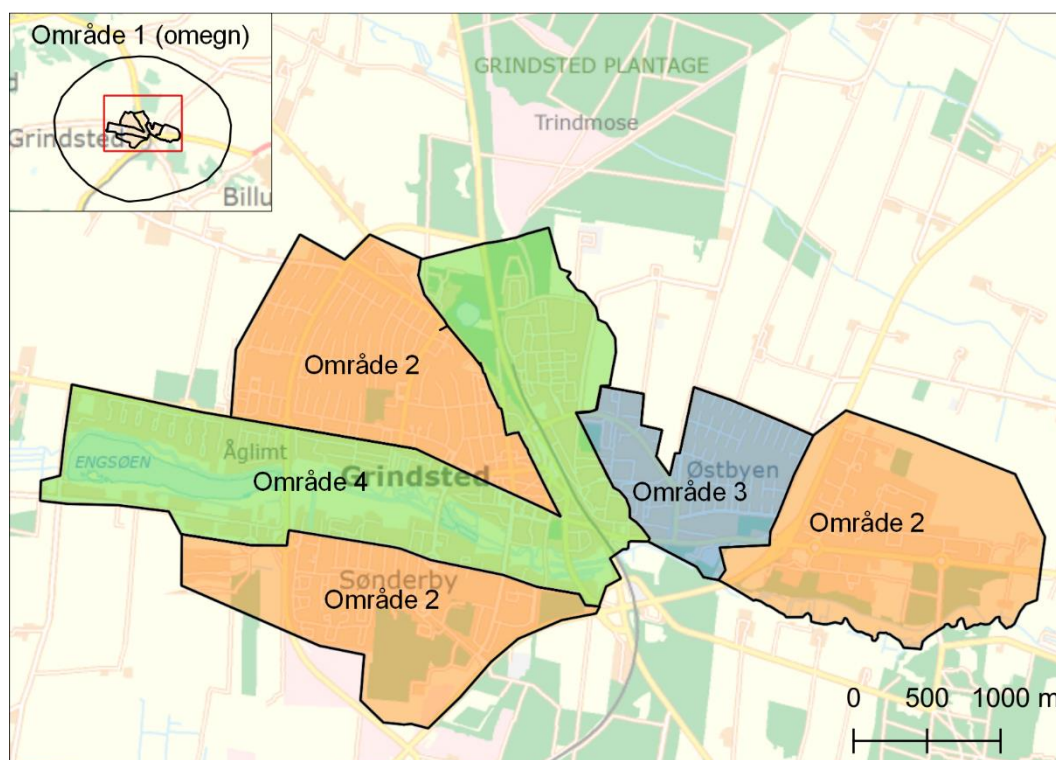 Område 1 (omegn)
d
Grindsted
Billu
GRINDSTED PLANTAGE
Trindmose
Område 2
Åglimt
ENGSØEN
Grindsted
Område 4
Østbyen
Område 3
Område 2
Sønderby
Område 2
0 500 1000 m